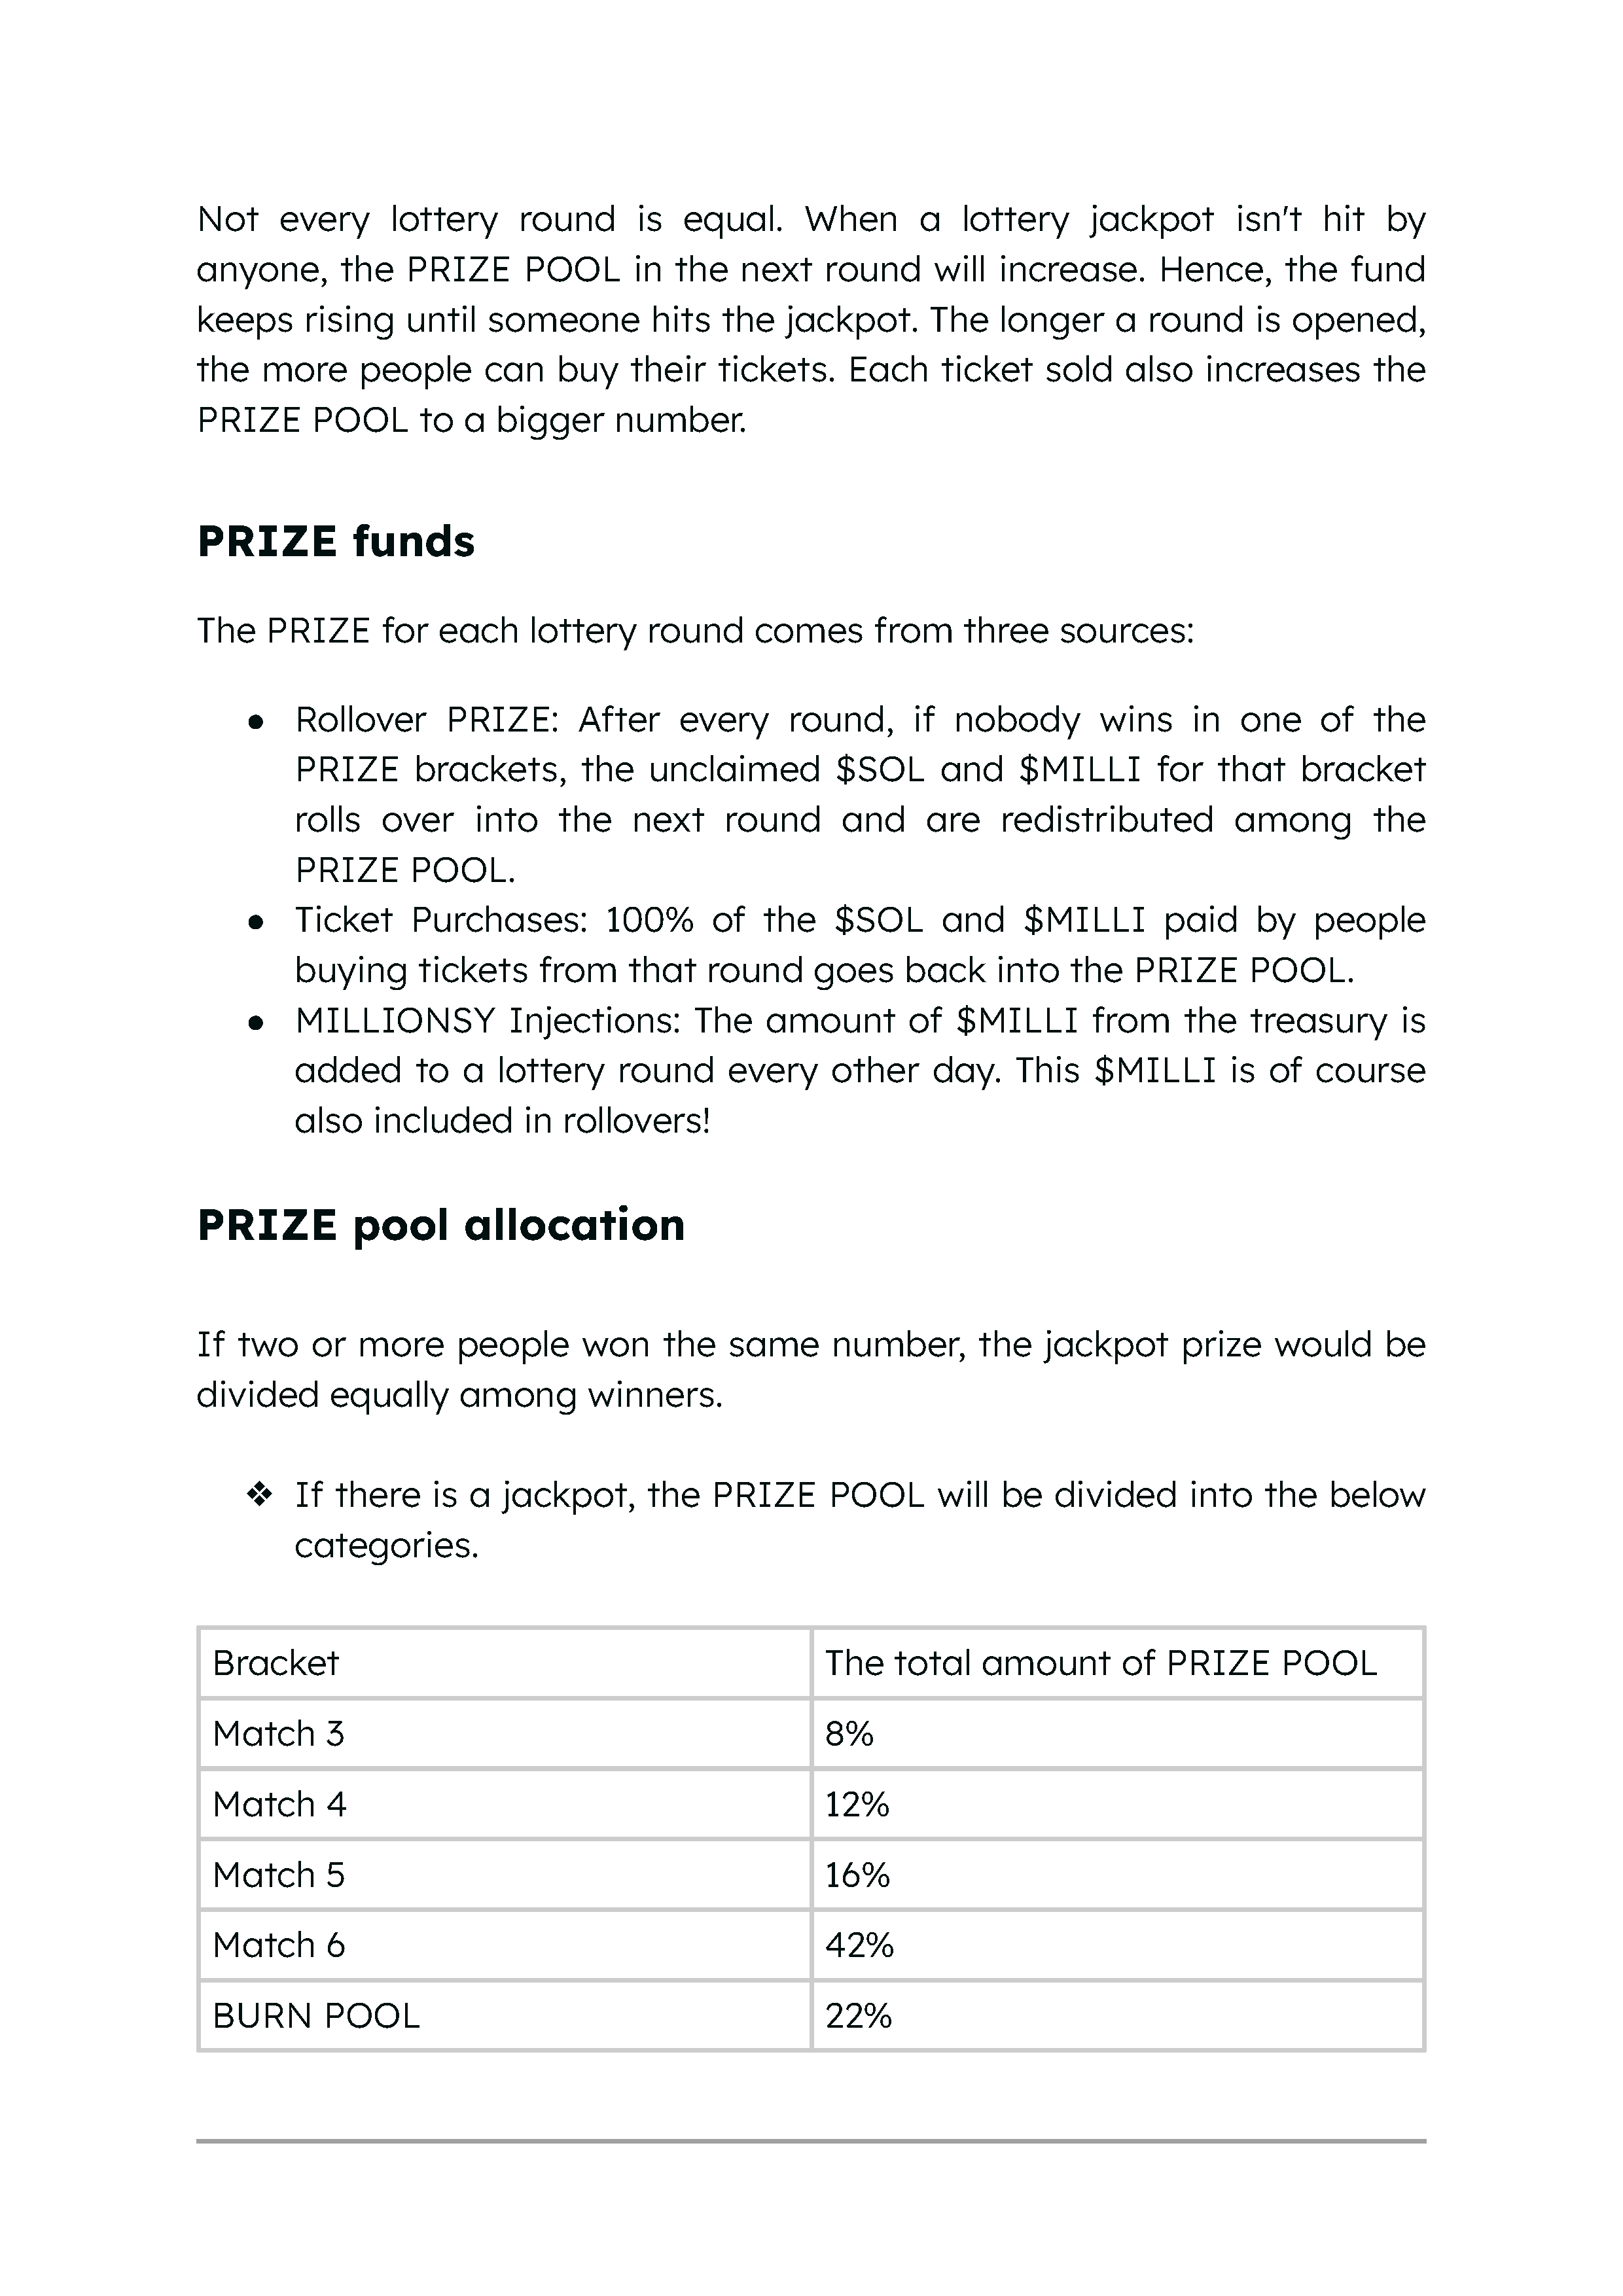 Not every lottery round is equal. When a lottery jackpot isn't hit by
anyone, the PRIZE POOL in the next round will increase. Hence, the fund
keeps rising until someone hits the jackpot. The longer a round is opened,
the more people can buy their tickets. Each ticket sold also increases the
PRIZE POOL to a bigger number.
PRIZE funds
The PRIZE for each lottery round comes from three sources:
● Rollover PRIZE: After every round, if nobody wins in one of the
PRIZE brackets, the unclaimed $SOL and $MILLI for that bracket
rolls over into the next round and are redistributed among the
PRIZE POOL.
● Ticket Purchases: 100% of the $SOL and $MILLI paid by people
buying tickets from that round goes back into the PRIZE POOL.
● MILLIONSY Injections: The amount of $MILLI from the treasury is
added to a lottery round every other day. This $MILLI is of course
also included in rollovers!
PRIZE pool allocation
If two or more people won the same number, the jackpot prize would be
divided equally among winners.
❖ If there is a jackpot, the PRIZE POOL will be divided into the below
categories.
Bracket The total amount of PRIZE POOL
Match 3 8%
Match 4 12%
Match 5 16%
Match 6 42%
BURN POOL 22%